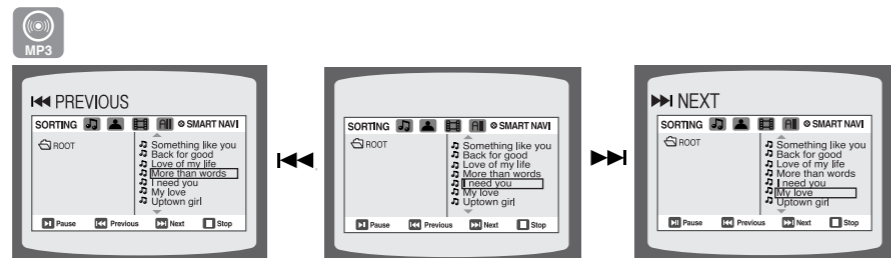 MP3
PREVIOUS
SORTING All SMART NAVI
ROOT
Something like you
Back for good
Love of my life
More than words
I need you
My love
Uptown girl
Pause Previous Next Stop
SORTING All SMART NAVI
ROOT
Something like you
Back for good
Love of my life
More than words
I need you
My love
Uptown girl
Pause Previous Next Stop
NEXT
SORTING All SMART NAVI
ROOT
Something like you
Back for good
Love of my life
More than words
I need you
My love
Uptown girl
Pause Previous Next Stop